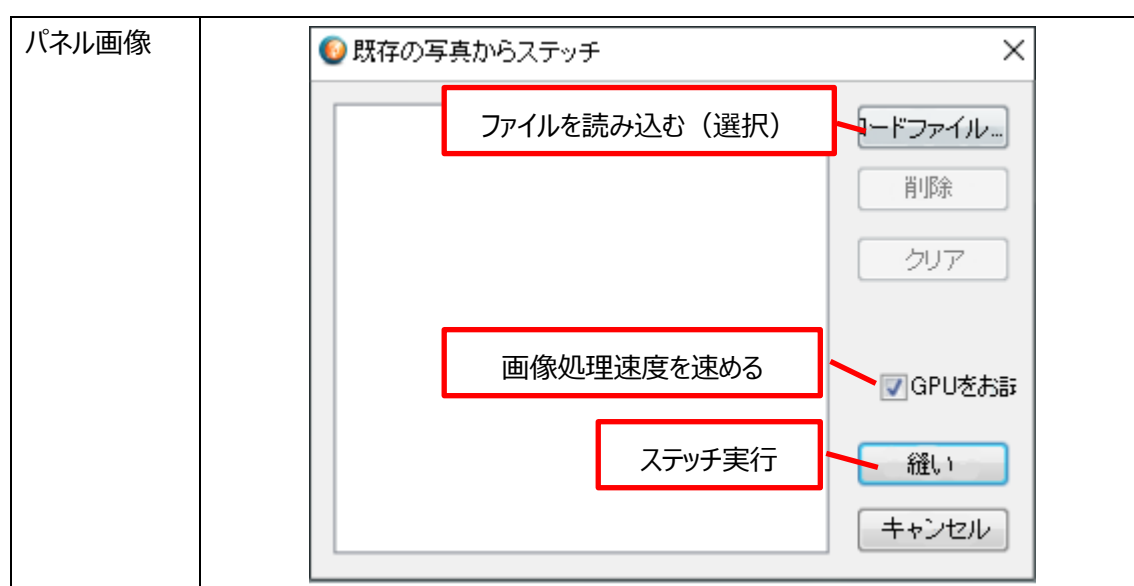 パネル画像
既存の写真からステッチ
ファイルを読み込む（選択）
ードファイル...
削除
クリア
画像処理速度を速める
GPUをお
ステッチ実行
縫い
キャンセル